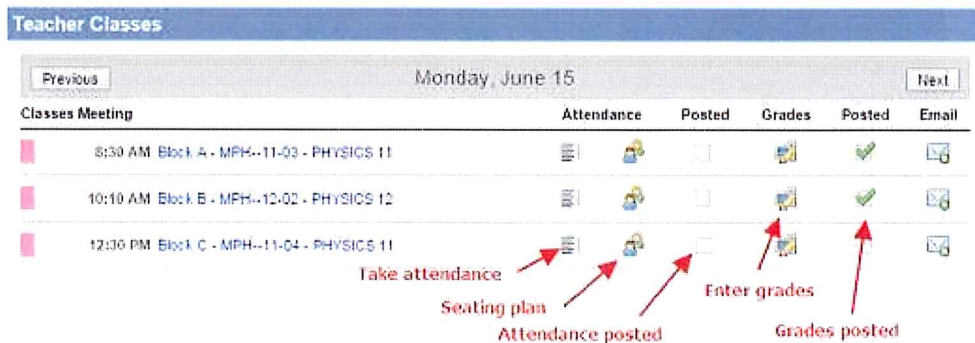 Teacher Classes
Previous Monday, June 15 Next
Classes Meeting Attendance Posted Grades Posted Email
8:30 AM Block A - MPH--11-03 - PHYSICS 11
10:10 AM Block B - MPH--12-02 - PHYSICS 12
12:30 PM Block C - MPH--11-04 - PHYSICS 11
Take attendance
Seating plan
Enter grades
Attendance posted
Grades posted